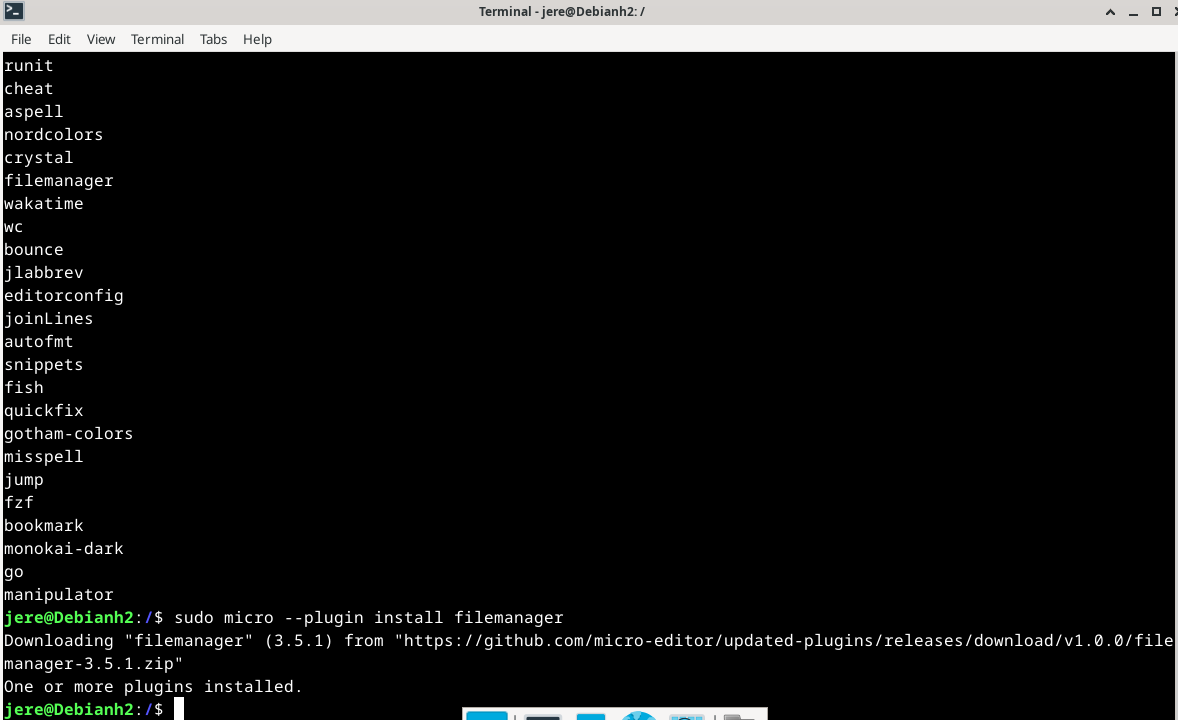 Terminal - jere@Debianh2: /
File Edit View Terminal Tabs Help
runit
cheat
aspell
nordcolors
crystal
filemanager
wakatime
wc
bounce
jlabbrev
editorconfig
joinLines
autofmt
snippets
fish
quickfix
gotham-colors
misspell
jump
fzf
bookmark
monokai-dark
go
manipulator
jere@Debianh2:/$ sudo micro --plugin install filemanager
Downloading "filemanager" (3.5.1) from "https://github.com/micro-editor/updated-plugins/releases/download/v1.0.0/file
manager-3.5.1.zip"
One or more plugins installed.
jere@Debianh2:/$